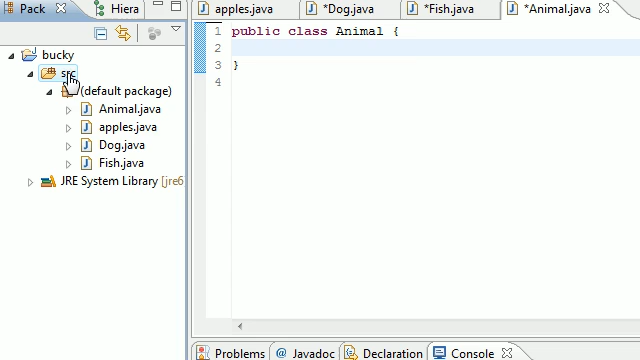 Pack Hiera
apples.java *Dog.java *Fish.java *Animal.java
bucky
src
(default package)
Animal.java
apples.java
Dog.java
Fish.java
JRE System Library [jre6
1 public class Animal {
2
3 }
4
Problems @ Javadoc Declaration Console